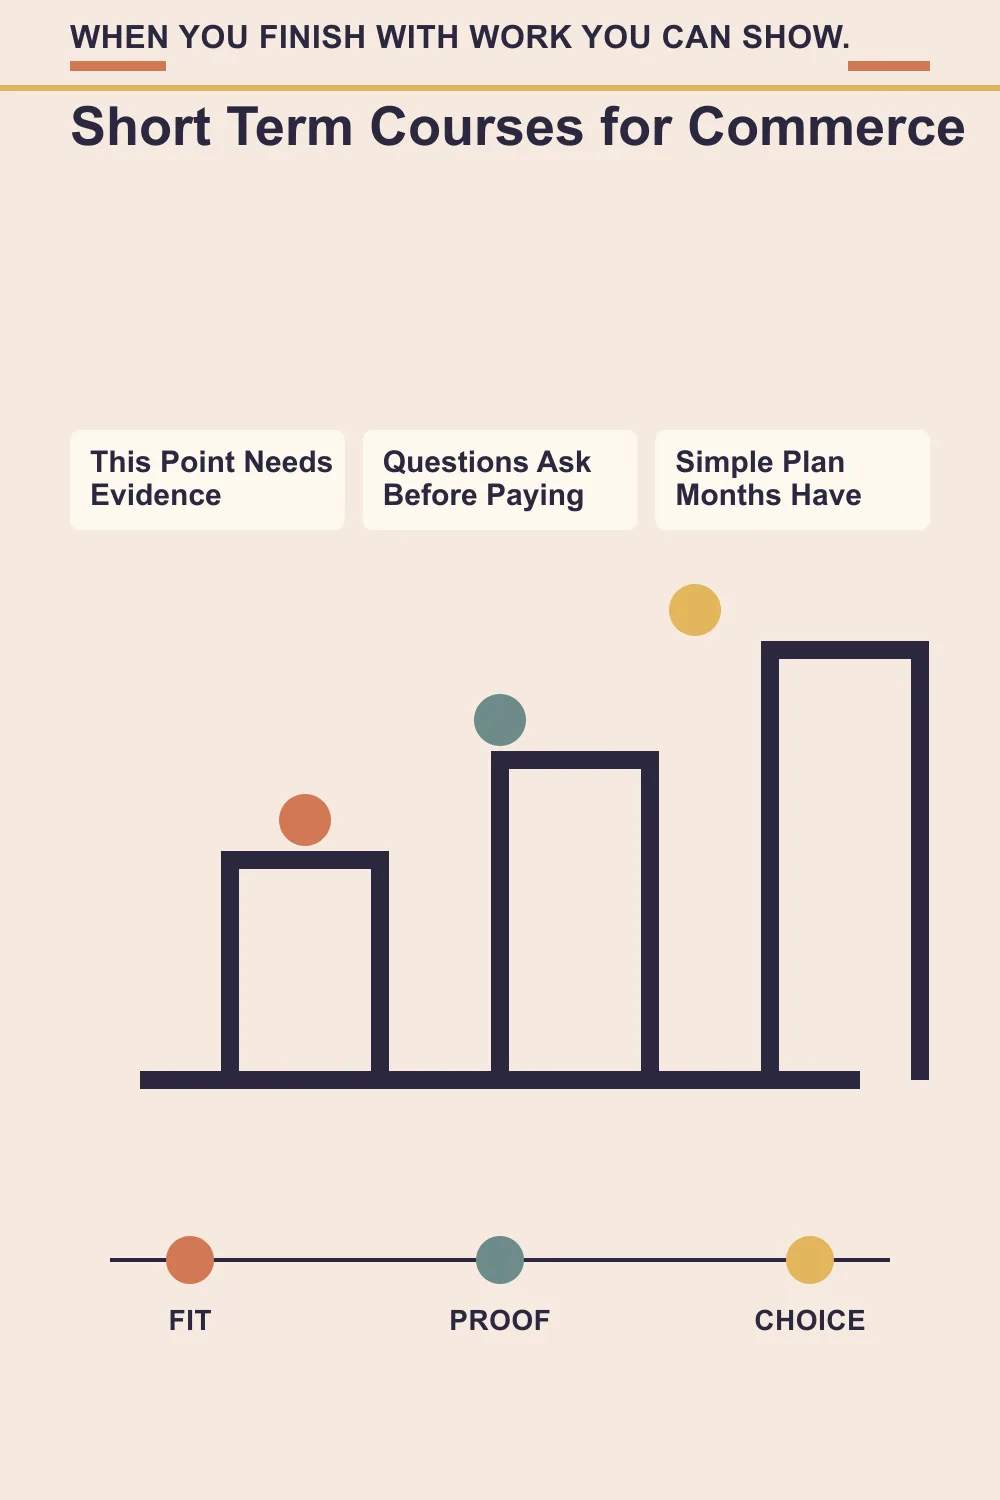 WHEN YOU FINISH WITH WORK YOU CAN SHOW.
Short Term Courses for Commerce
This Point Needs
Evidence
Questions Ask
Before Paying
Simple Plan
Months Have
FIT
PROOF
CHOICE